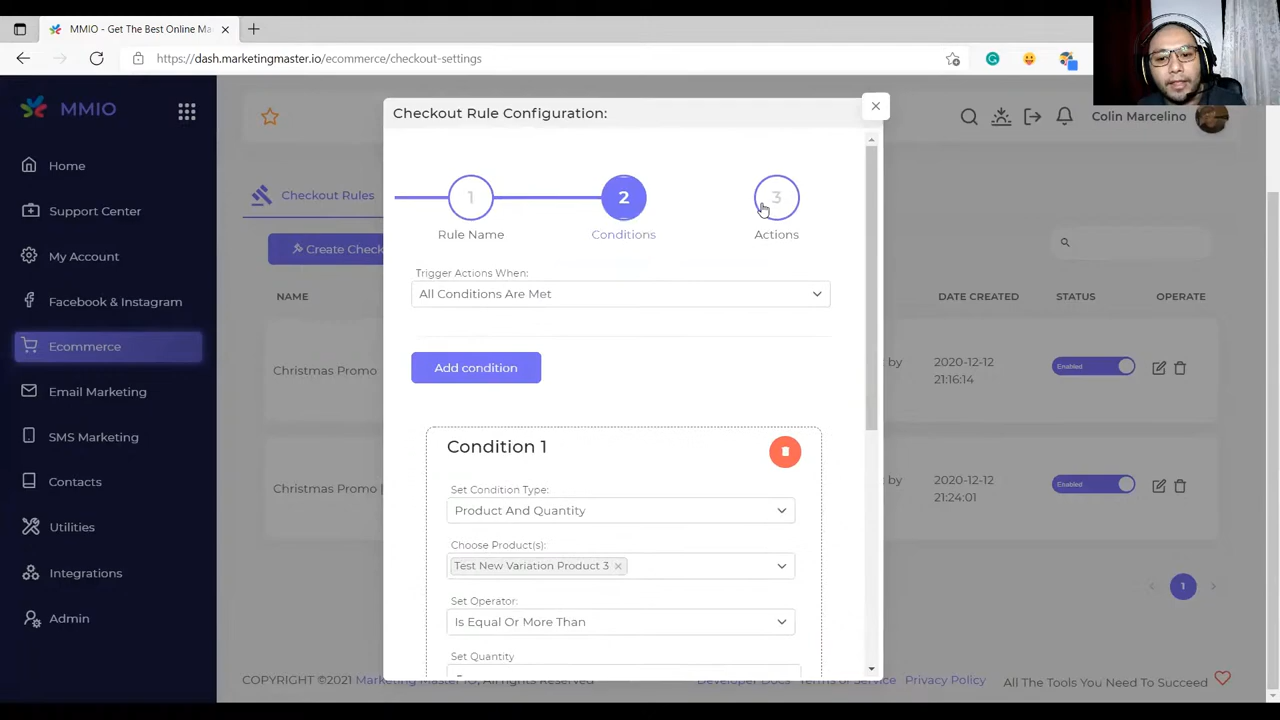 MMIO - Get The Best Online Ma
https://dash.marketingmaster.io/ecommerce/checkout-settings
MMIO
Colin Marcelino
Home
Support Center
My Account
Facebook & Instagram
Ecommerce
Email Marketing
SMS Marketing
Contacts
Utilities
Integrations
Admin
Checkout Rules
Create Check
NAME
DATE CREATED
STATUS
OPERATE
Christmas Promo
by
2020-12-12
21:16:14
Enabled
Christmas Promo
by
2020-12-12
21:24:01
Enabled
1
Checkout Rule Configuration:
1
2
3
Rule Name
Conditions
Actions
Trigger Actions When:
All Conditions Are Met
Add condition
Condition 1
Set Condition Type:
Product And Quantity
Choose Product(s):
Test New Variation Product 3
Set Operator:
Is Equal Or More Than
Set Quantity
COPYRIGHT ©2021 Marketing Master IO, All Rights Reserved
Developer Docs Terms of Service Privacy Policy
All The Tools You Need To Succeed